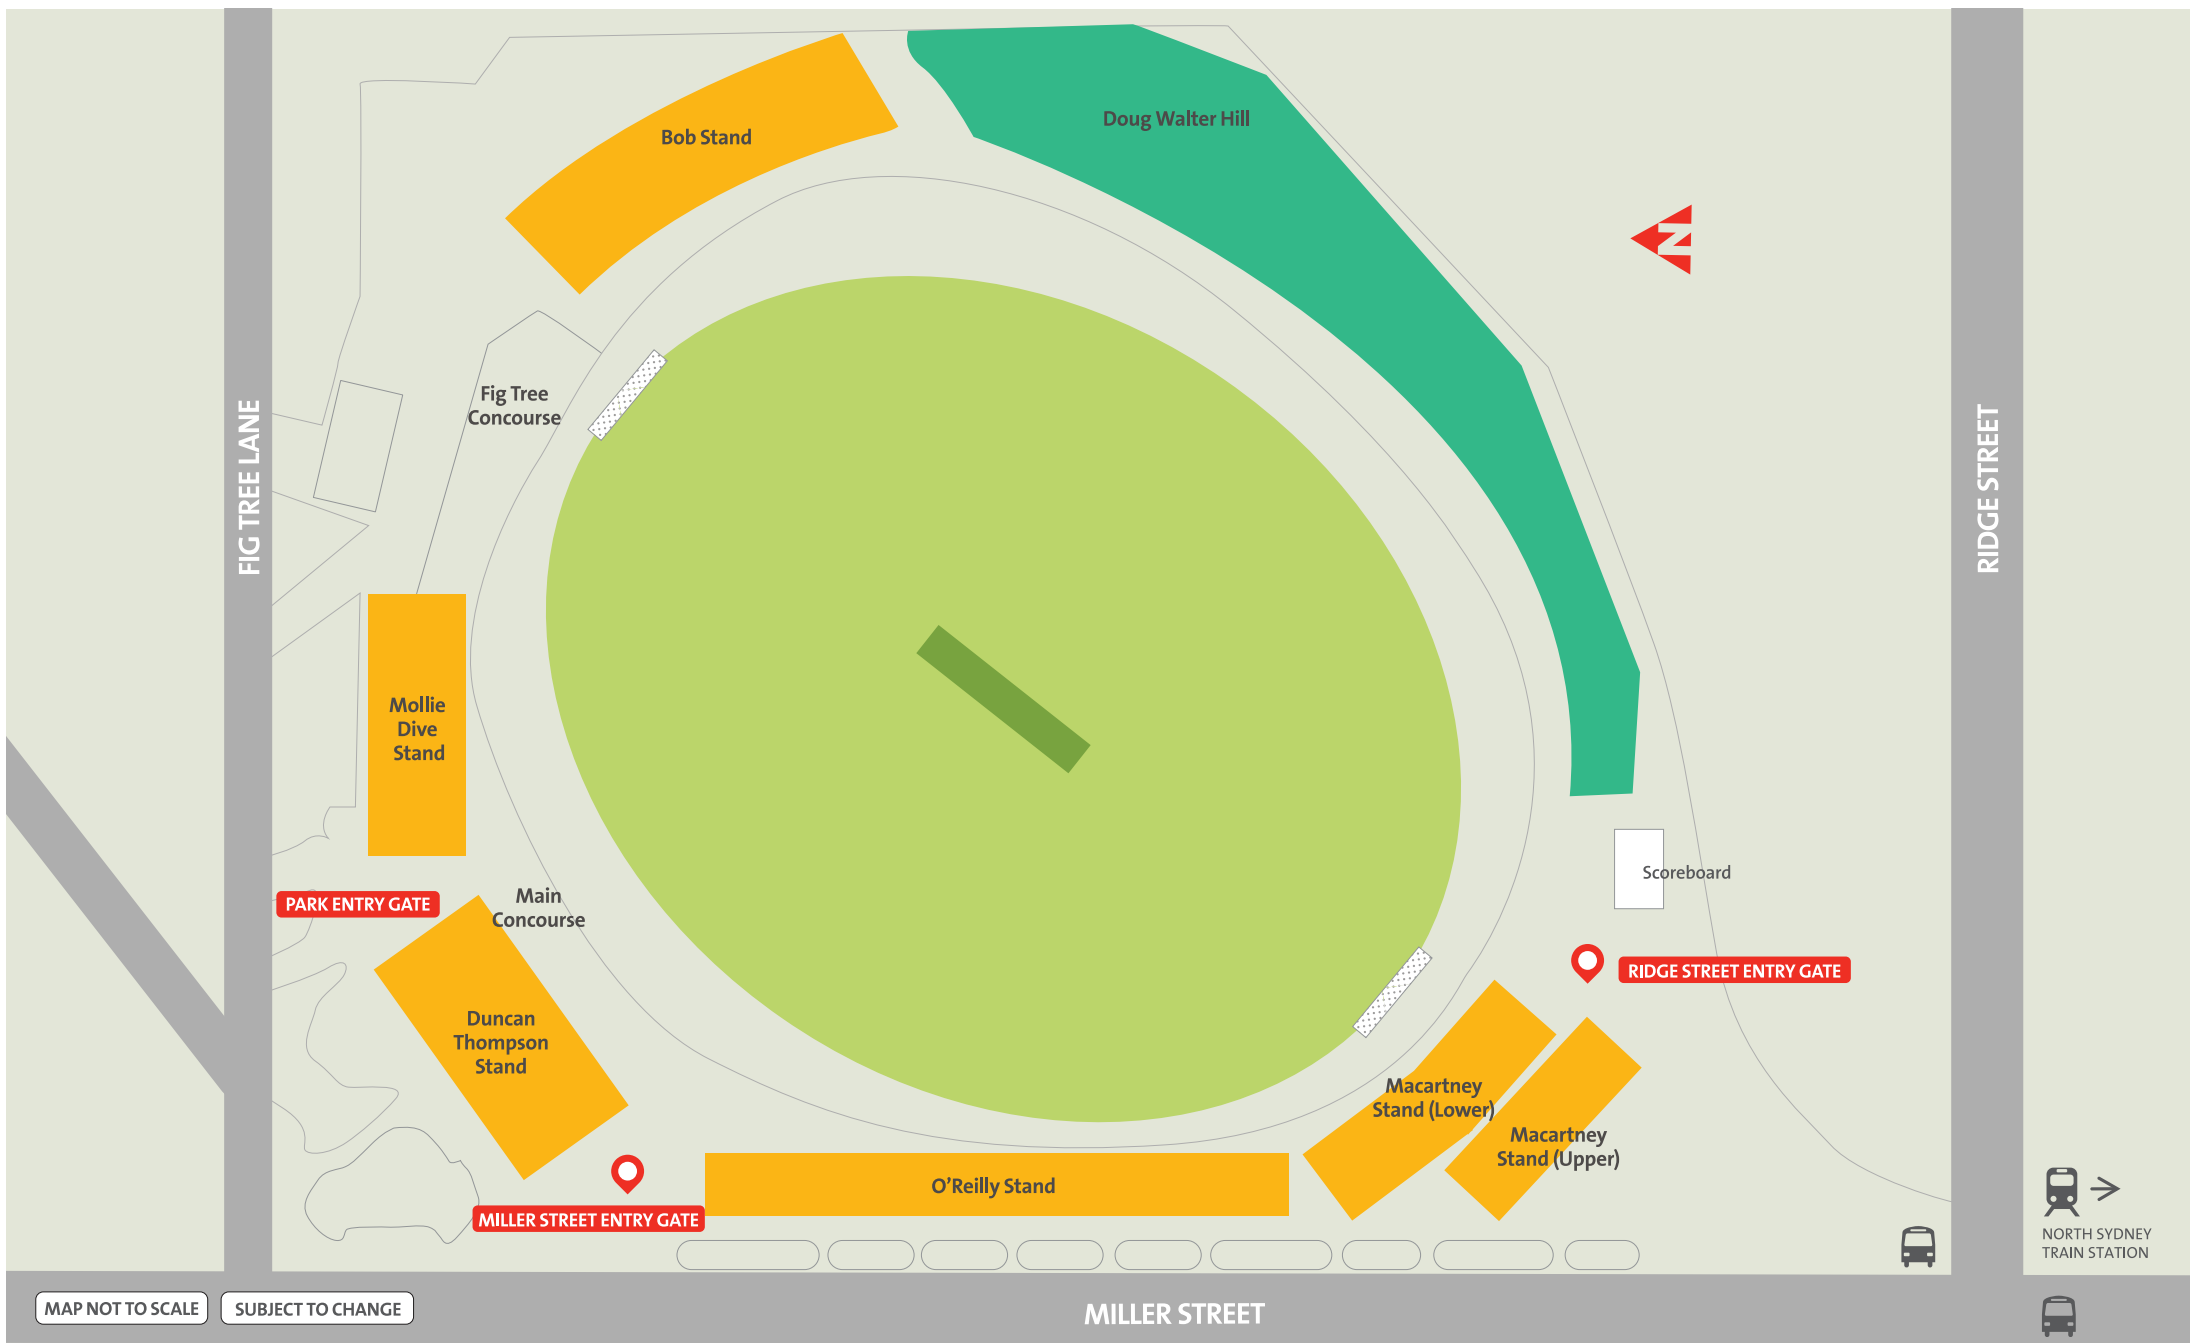 Doug Walter Hill
Bob Stand
N
Fig Tree
Concourse
FIG TREE LANE
RIDGE STREET
Mollie
Dive
Stand
Scoreboard
PARK ENTRY GATE
Main
Concourse
RIDGE STREET ENTRY GATE
Duncan
Thompson
Stand
Macartney
Stand (Lower)
Macartney
Stand (Upper)
O'Reilly Stand
MILLER STREET ENTRY GATE
NORTH SYDNEY
TRAIN STATION
MAP NOT TO SCALE
SUBJECT TO CHANGE
MILLER STREET